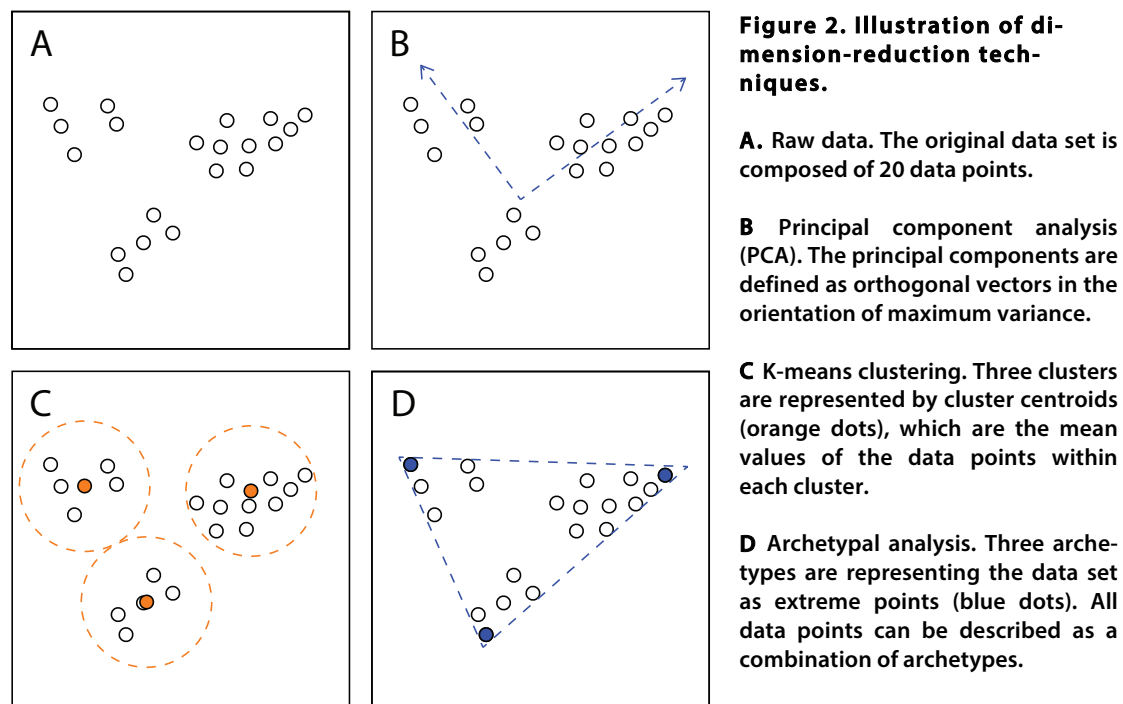 A
B
C
D
Figure 2. Illustration of di-
mension-reduction tech-
niques.
A. Raw data. The original data set is
composed of 20 data points.
B Principal component analysis
(PCA). The principal components are
defined as orthogonal vectors in the
orientation of maximum variance.
C K-means clustering. Three clusters
are represented by cluster centroids
(orange dots), which are the mean
values of the data points within
each cluster.
D Archetypal analysis. Three arche-
types are representing the data set
as extreme points (blue dots). All
data points can be described as a
combination of archetypes.